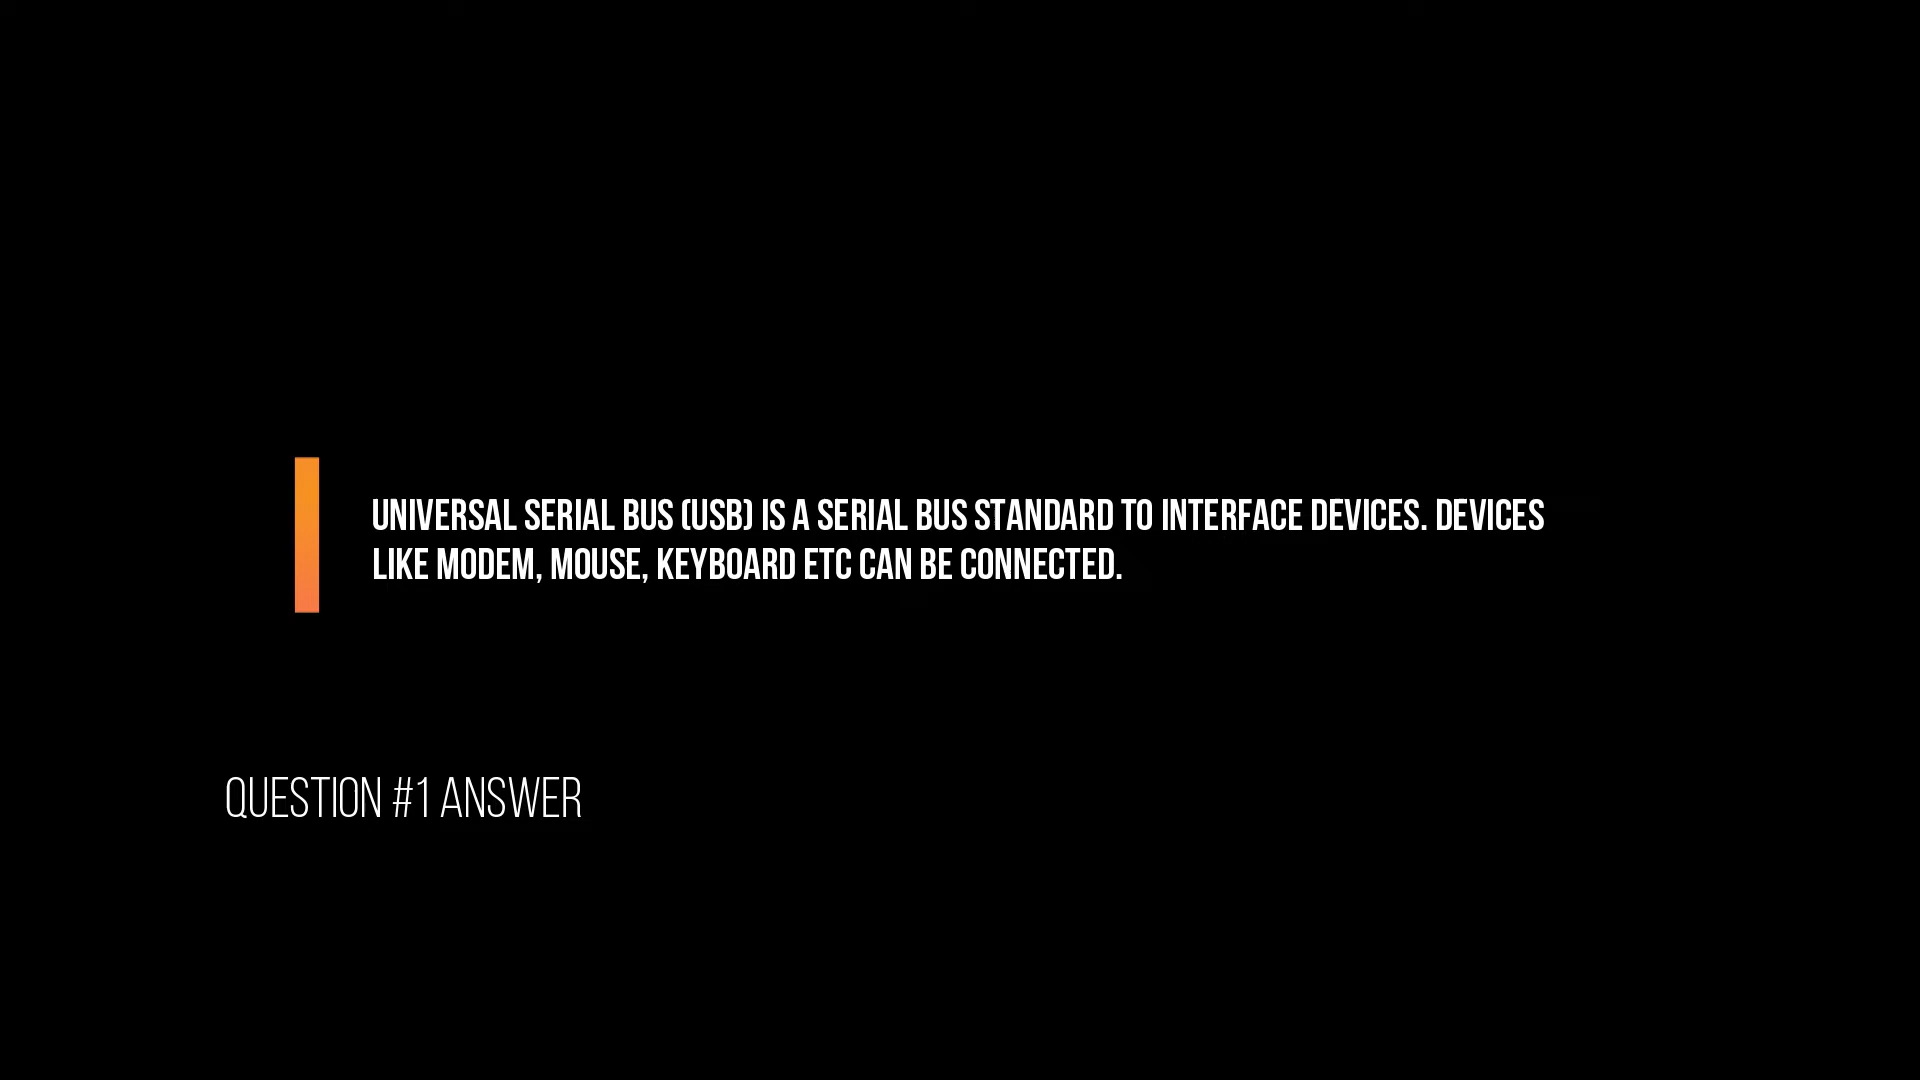 UNIVERSAL SERIAL BUS (USB) IS A SERIAL BUS STANDARD TO INTERFACE DEVICES. DEVICES
LIKE MODEM, MOUSE, KEYBOARD ETC CAN BE CONNECTED.
QUESTION #1 ANSWER